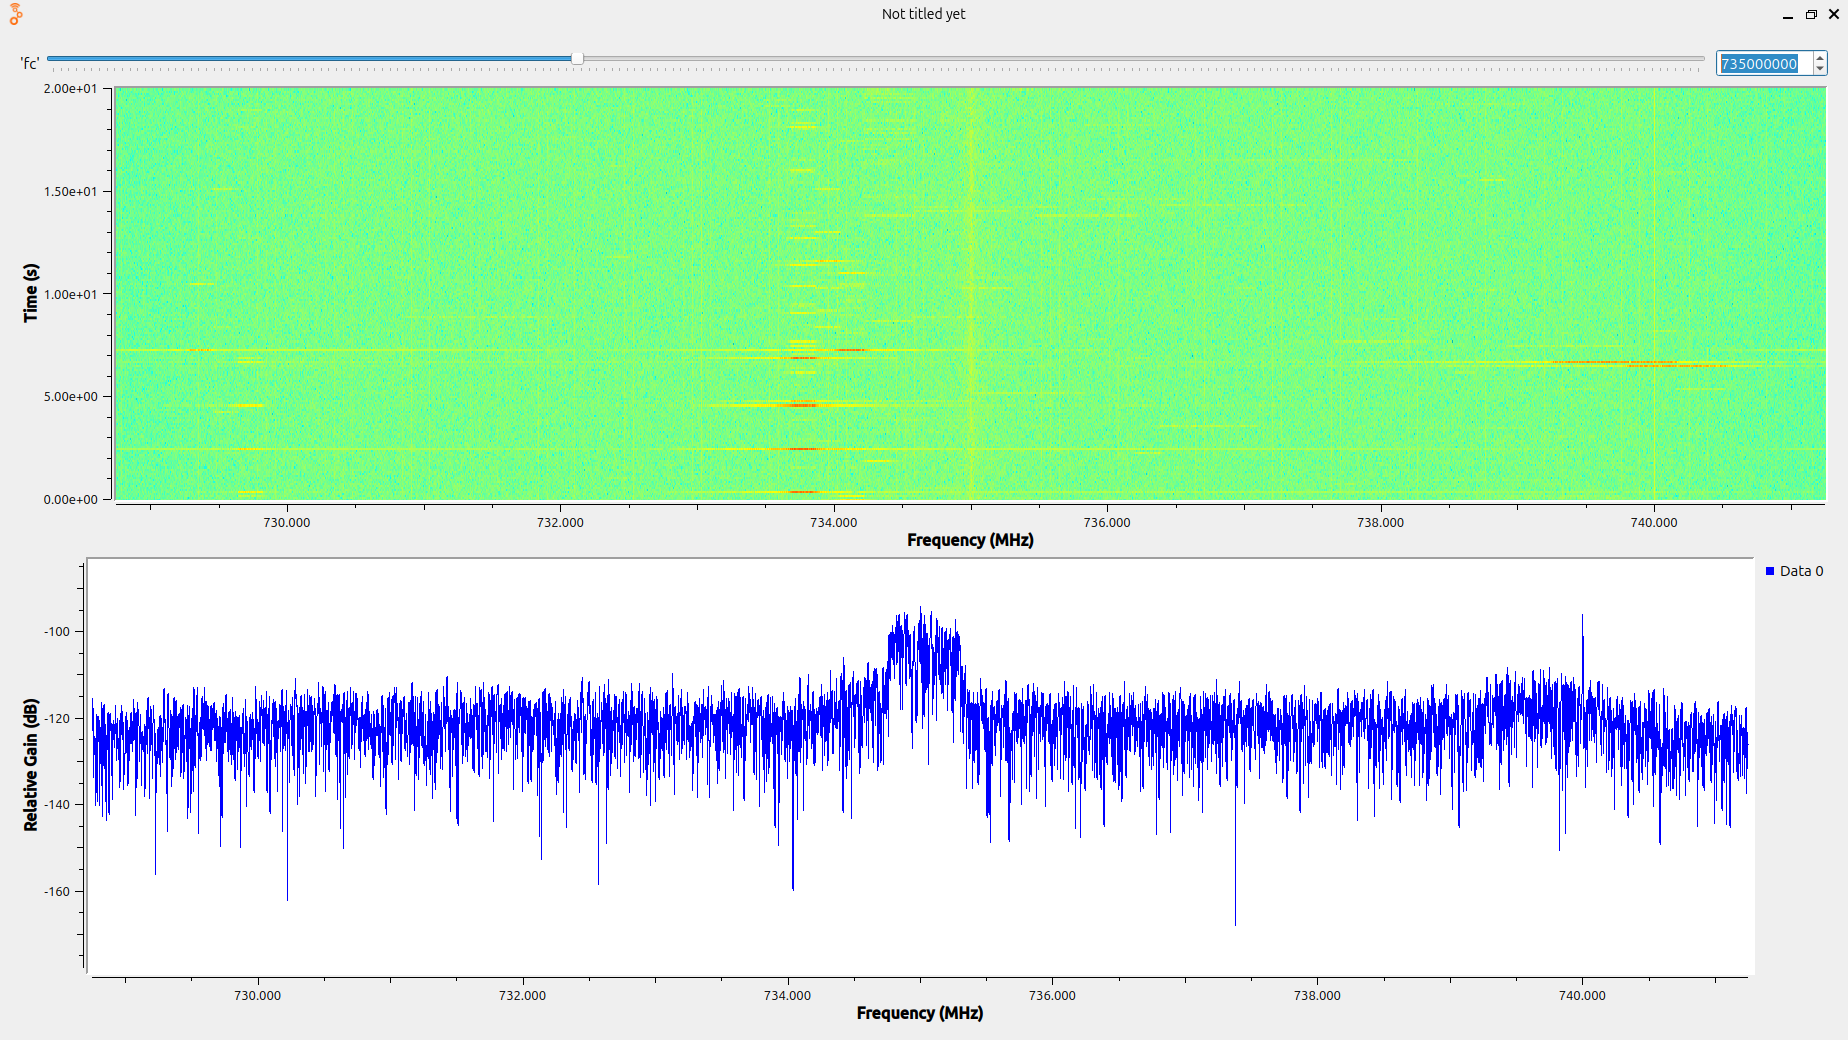 Not titled yet
'fc'
735000000
2.00e+01
1.50e+01
1.00e+01
5.00e+00
0.00e+00
Time (s)
730.000 732.000 734.000 736.000 738.000 740.000
Frequency (MHz)
Data 0
-100
-120
-140
-160
Relative Gain (dB)
730.000 732.000 734.000 736.000 738.000 740.000
Frequency (MHz)